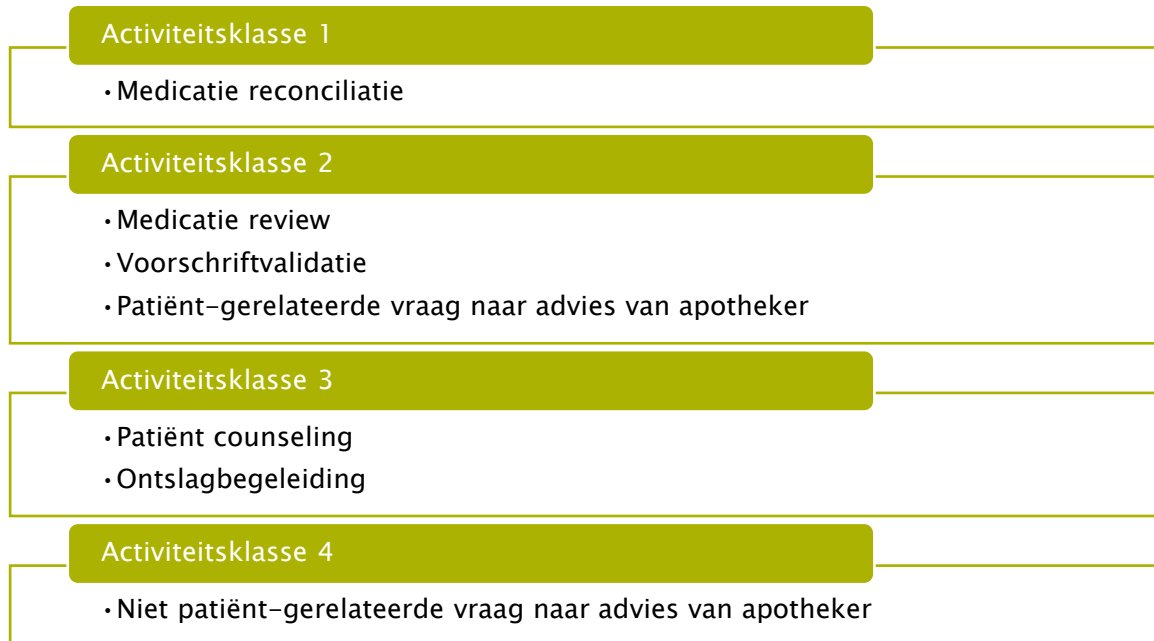 Activiteitsklasse 1
•Medicatie reconciliatie
Activiteitsklasse 2
•Medicatie review
•Voorschriftvalidatie
•Patiënt-gerelateerde vraag naar advies van apotheker
Activiteitsklasse 3
•Patiënt counseling
•Ontslagbegeleiding
Activiteitsklasse 4
•Niet patiënt-gerelateerde vraag naar advies van apotheker